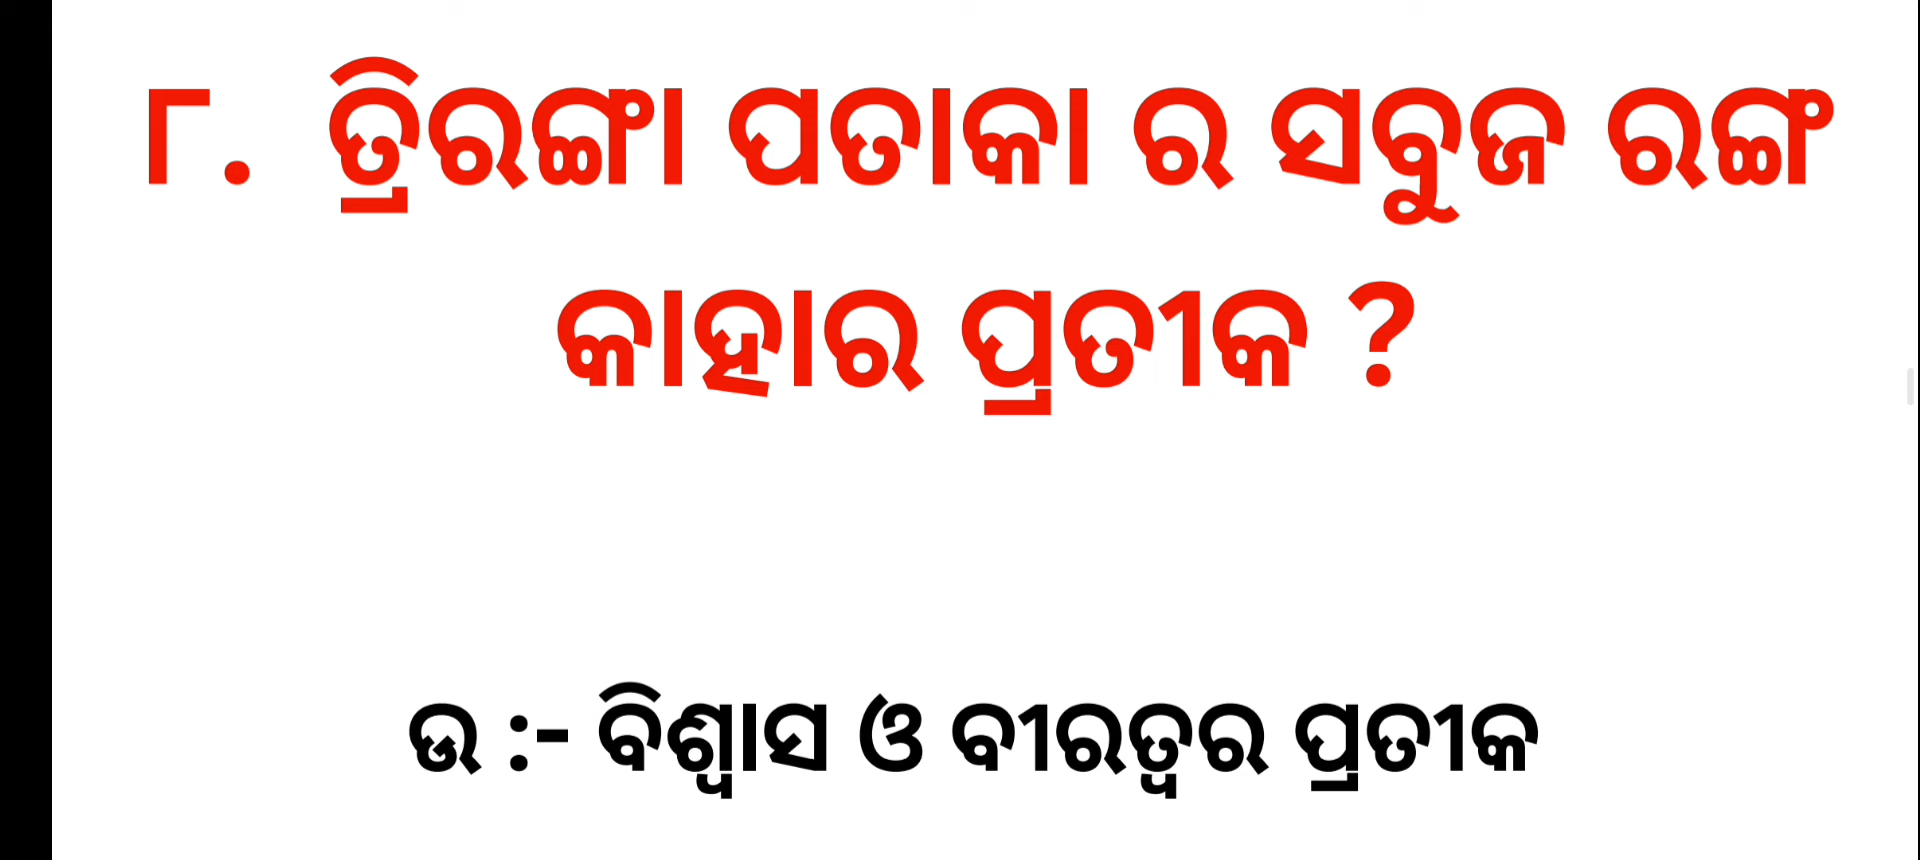 ୮. ତ୍ରିରଙ୍ଗା ପତାକା ର ସବୁଜ ରଙ୍ଗ
କାହାର ପ୍ରତୀକ ?
ଉ :- ବିଶ୍ୱାସ ଓ ବୀରତ୍ୱର ପ୍ରତୀକ